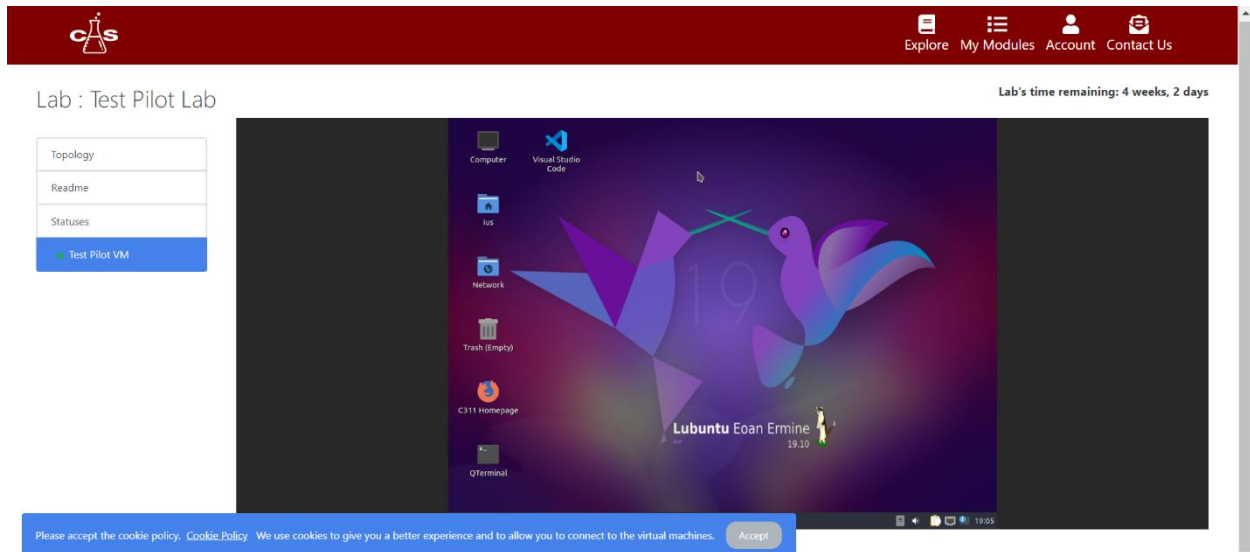 cas
Explore My Modules Account Contact Us
Lab : Test Pilot Lab
Lab's time remaining: 4 weeks, 2 days
Topology
Readme
Statuses
Test Pilot VM
Computer
Visual Studio
Code
ius
Network
Trash (Empty)
C311 Homepage
QTerminal
19
Lubuntu Eoan Ermine
19.10
19:05
Please accept the cookie policy. Cookie Policy We use cookies to give you a better experience and to allow you to connect to the virtual machines. Accept